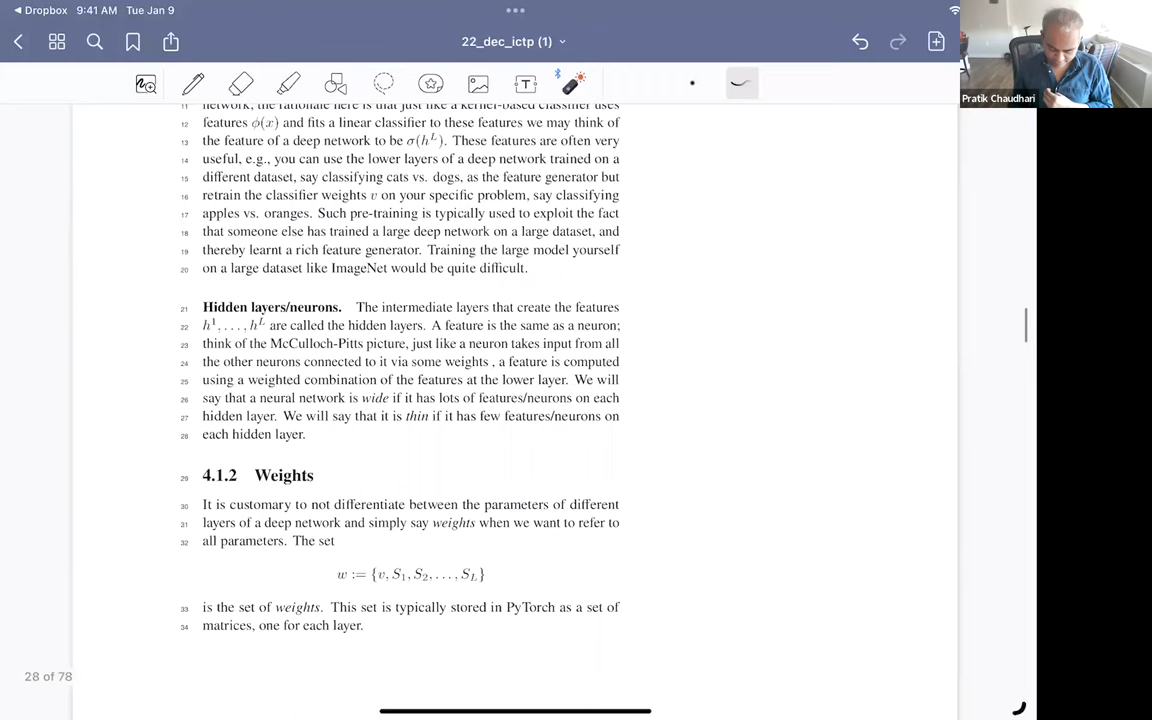 Dropbox 9:41 AM Tue Jan 9
22_dec_ictp (1)
T
Pratik Chaudhari
11 network, the rationale here is that just like a kernel-based classifier uses
12 features ϕ(x) and fits a linear classifier to these features we may think of
13 the feature of a deep network to be σ(h^L). These features are often very
14 useful, e.g., you can use the lower layers of a deep network trained on a
15 different dataset, say classifying cats vs. dogs, as the feature generator but
16 retrain the classifier weights v on your specific problem, say classifying
17 apples vs. oranges. Such pre-training is typically used to exploit the fact
18 that someone else has trained a large deep network on a large dataset, and
19 thereby learnt a rich feature generator. Training the large model yourself
20 on a large dataset like ImageNet would be quite difficult.
21 Hidden layers/neurons. The intermediate layers that create the features
22 h^1, . . . , h^L are called the hidden layers. A feature is the same as a neuron;
23 think of the McCulloch-Pitts picture, just like a neuron takes input from all
24 the other neurons connected to it via some weights , a feature is computed
25 using a weighted combination of the features at the lower layer. We will
26 say that a neural network is wide if it has lots of features/neurons on each
27 hidden layer. We will say that it is thin if it has few features/neurons on
28 each hidden layer.
29 4.1.2 Weights
30 It is customary to not differentiate between the parameters of different
31 layers of a deep network and simply say weights when we want to refer to
32 all parameters. The set
w := {v, S_1, S_2, . . . , S_L}
33 is the set of weights. This set is typically stored in PyTorch as a set of
34 matrices, one for each layer.
28 of 78